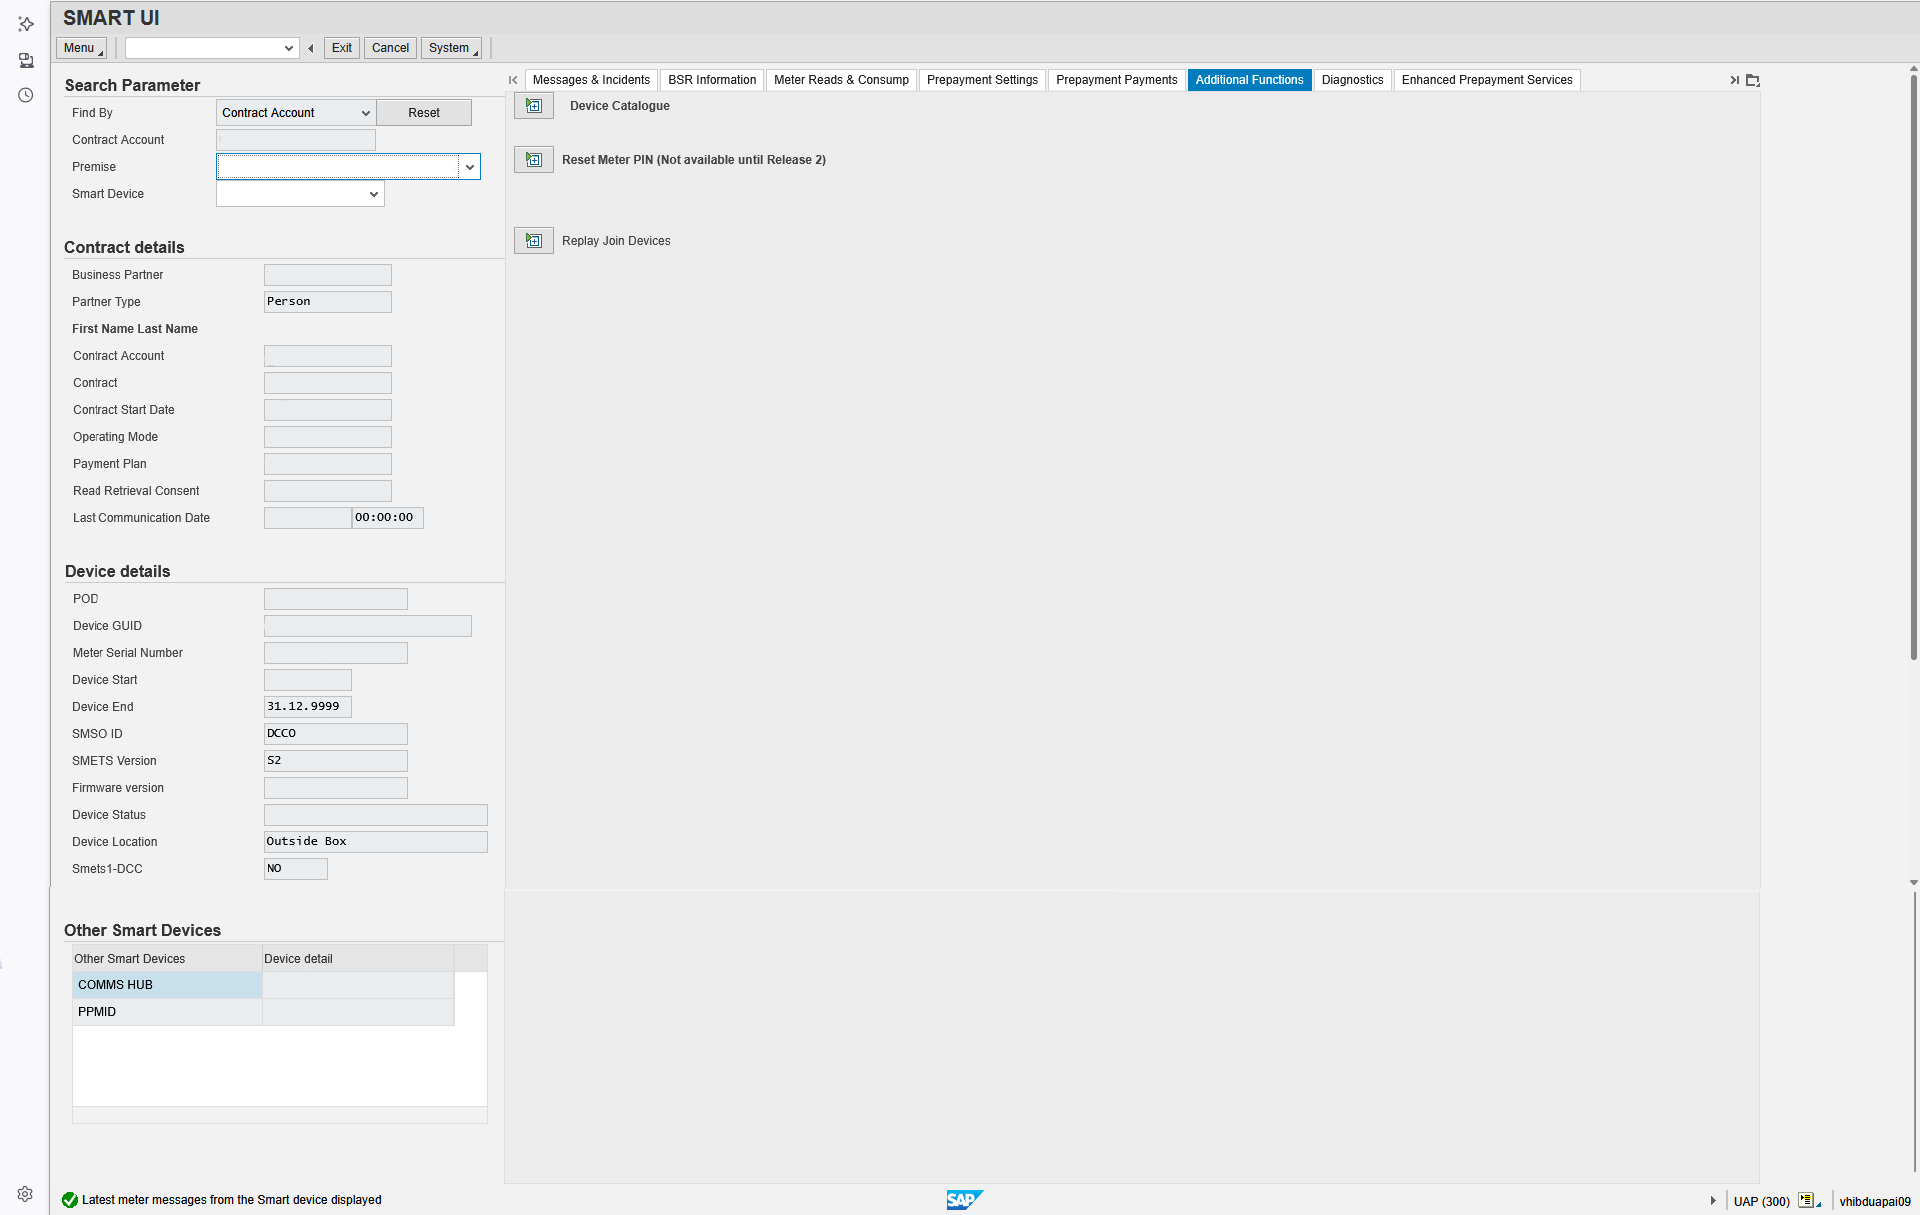 SMART UI
Menu
Exit
Cancel
System
Search Parameter
Find By
Contract Account
Reset
Contract Account
Premise
Smart Device
Contract details
Business Partner
Partner Type
Person
First Name Last Name
Contract Account
Contract
Contract Start Date
Operating Mode
Payment Plan
Read Retrieval Consent
Last Communication Date
00:00:00
Device details
POD
Device GUID
Meter Serial Number
Device Start
Device End
31.12.9999
SMSO ID
DCCO
SMETS Version
S2
Firmware version
Device Status
Device Location
Outside Box
Smets1-DCC
NO
Other Smart Devices
Other Smart Devices
Device detail
COMMS HUB
PPMID
Messages & Incidents
BSR Information
Meter Reads & Consump
Prepayment Settings
Prepayment Payments
Additional Functions
Diagnostics
Enhanced Prepayment Services
Device Catalogue
Reset Meter PIN (Not available until Release 2)
Replay Join Devices
Latest meter messages from the Smart device displayed
SAP
UAP (300)
vhibduapai09